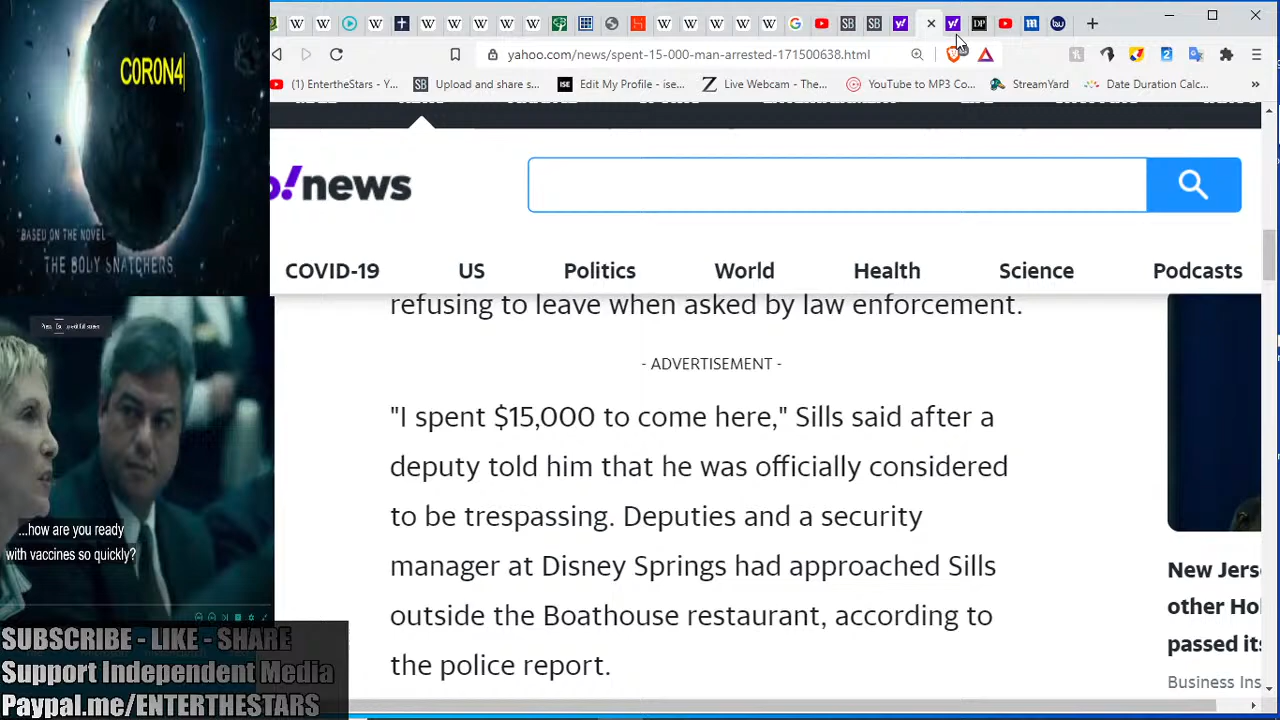 CORON4
"BASED ON THE NOVEL
THE BODY SNATCHERS
...how are you ready
with vaccines so quickly?
SUBSCRIBE - LIKE - SHARE
Support Independent Media
Paypal.me/ENTERTHESTARS
yahoo.com/news/spent-15-000-man-arrested-171500638.html
(1) EntertheStars - Y...
Upload and share s...
Edit My Profile - ise...
Live Webcam - The...
YouTube to MP3 Co...
StreamYard
Date Duration Calc...
»
o!news
COVID-19 US Politics World Health Science Podcasts
refusing to leave when asked by law enforcement.
- ADVERTISEMENT -
"I spent $15,000 to come here," Sills said after a
deputy told him that he was officially considered
to be trespassing. Deputies and a security
manager at Disney Springs had approached Sills
outside the Boathouse restaurant, according to
the police report.
New Jers
other Ho
passed it
Business Ins